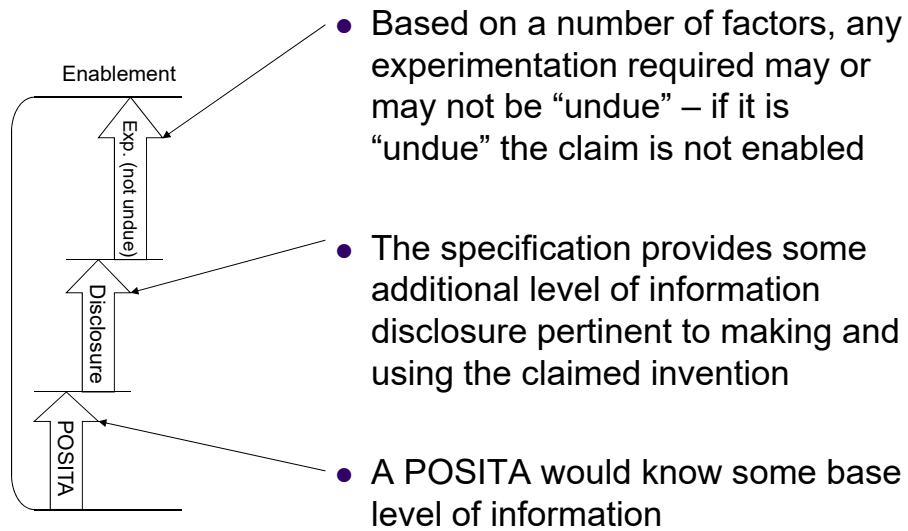 Enablement
Exp. (not undue)
Disclosure
POSITA
● Based on a number of factors, any
experimentation required may or
may not be “undue” – if it is
“undue” the claim is not enabled
● The specification provides some
additional level of information
disclosure pertinent to making and
using the claimed invention
● A POSITA would know some base
level of information